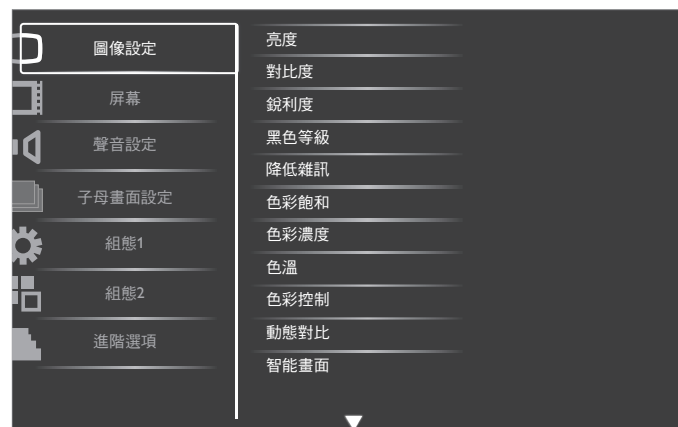 圖像設定
屏幕
聲音設定
子母畫面設定
組態1
組態2
進階選項
亮度
對比度
銳利度
黑色等級
降低雜訊
色彩飽和
色彩濃度
色溫
色彩控制
動態對比
智能畫面